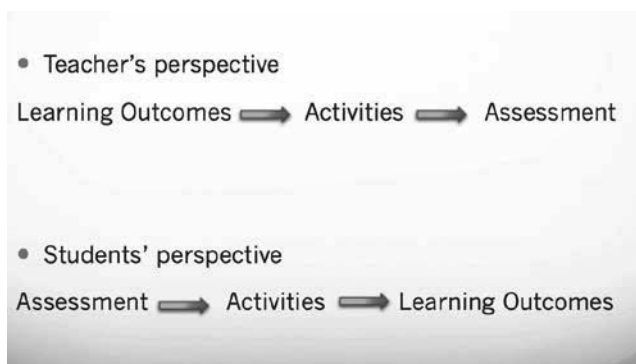 • Teacher's perspective
Learning Outcomes → Activities → Assessment
• Students' perspective
Assessment → Activities → Learning Outcomes